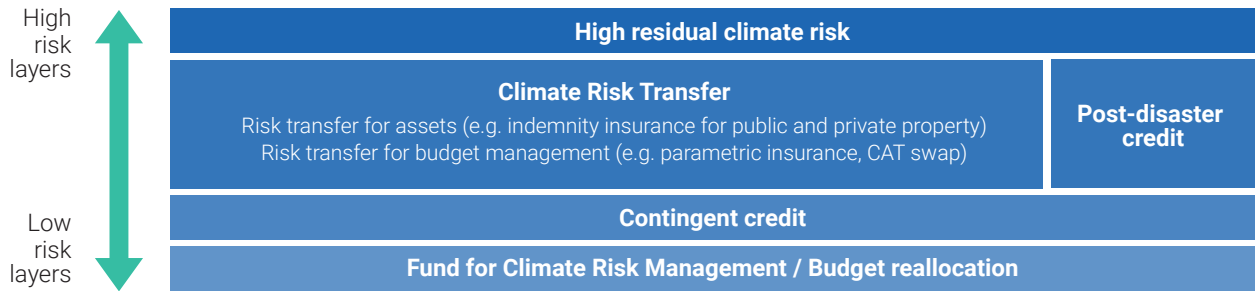 High
risk
layers
High residual climate risk
Climate Risk Transfer
Risk transfer for assets (e.g. indemnity insurance for public and private property)
Risk transfer for budget management (e.g. parametric insurance, CAT swap)
Post-disaster
credit
Contingent credit
Low
risk
layers
Fund for Climate Risk Management / Budget reallocation